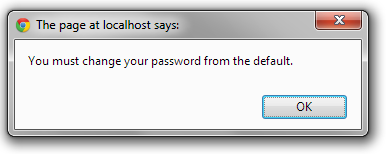 The page at localhost says:
You must change your password from the default.
OK